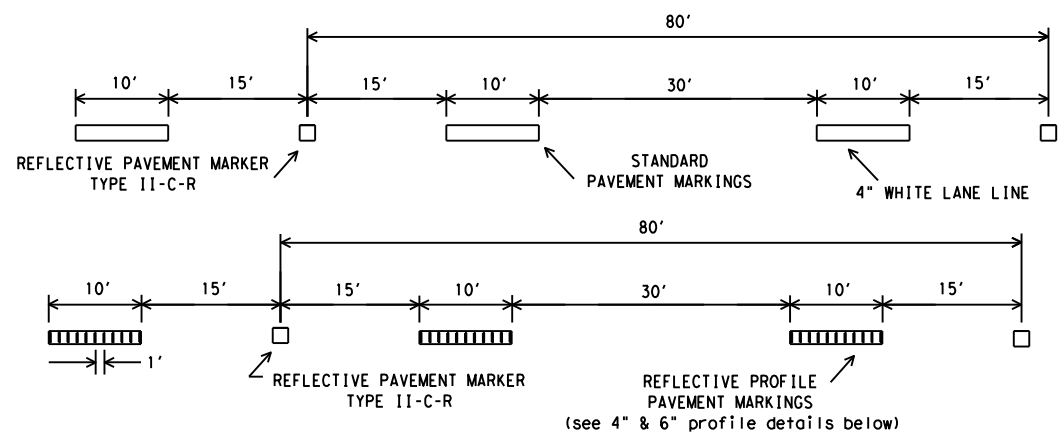 80'
10'
15'
15'
10'
30'
10'
15'
REFLECTIVE PAVEMENT MARKER
TYPE II-C-R
STANDARD
PAVEMENT MARKINGS
4" WHITE LANE LINE
80'
10'
15'
15'
10'
30'
10'
15'
1'
REFLECTIVE PAVEMENT MARKER
TYPE II-C-R
REFLECTIVE PROFILE
PAVEMENT MARKINGS
(see 4" & 6" profile details below)